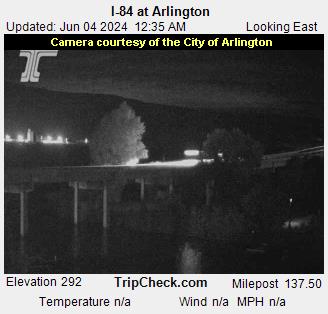 I-84 at Arlington
Updated: Jun 04 2024 12:35 AM Looking East
Camera courtesy of the City of Arlington
Elevation 292 TripCheck.com Milepost 137.50
Temperature n/a Wind n/a MPH n/a